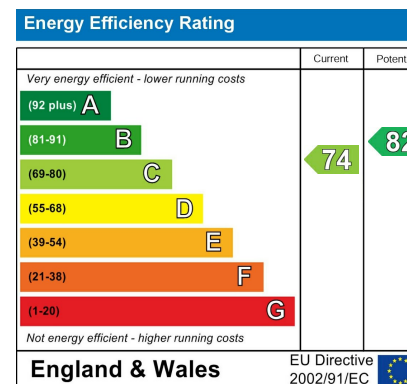 Energy Efficiency Rating
Current
Very energy efficient - lower running costs
(92 plus) A
(81-91) B
82
(69-80) C
74
(55-68) D
(39-54) E
(21-38) F
(1-20) G
Not energy efficient - higher running costs
England & Wales
EU Directive
2002/91/EC